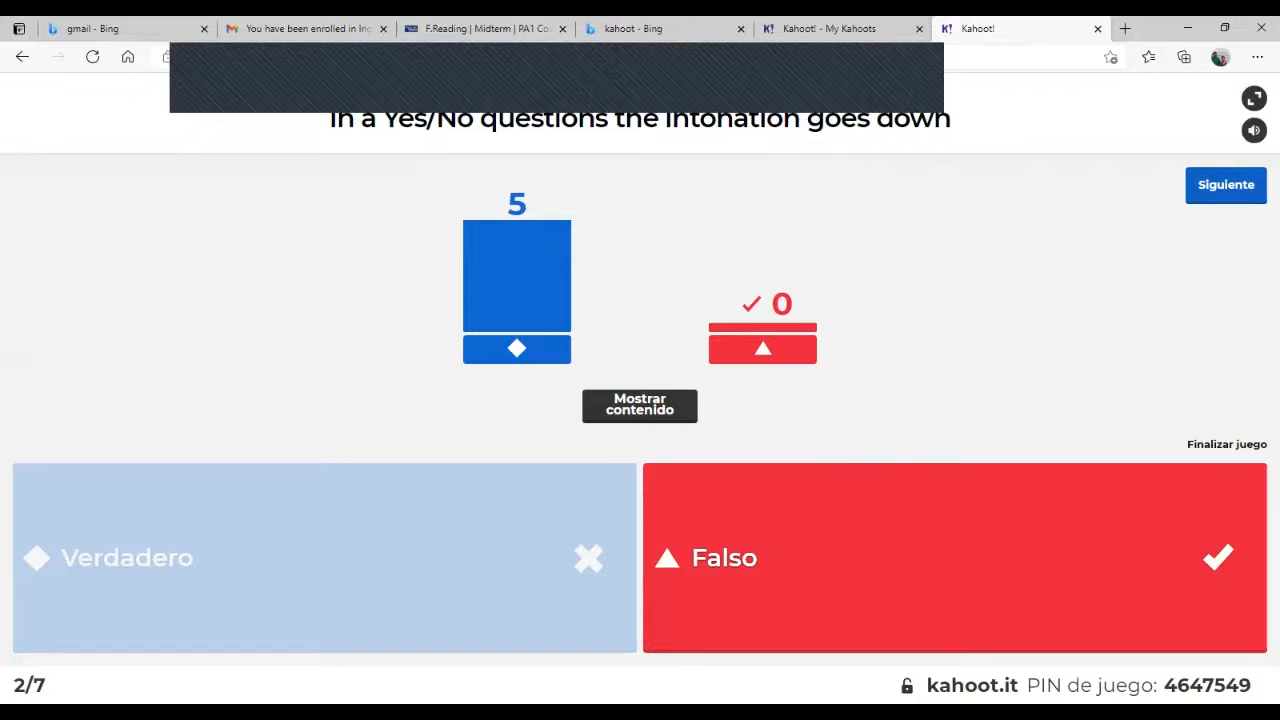 gmail - Bing
You have been enrolled in Ing
F.Reading | Midterm | PA1 Co
kahoot - Bing
Kahoot! - My Kahoots
Kahoot!
In a Yes/No questions the intonation goes down
Siguiente
5
0
Mostrar
contenido
Finalizar juego
Verdadero
Falso
2/7
kahoot.it PIN de juego: 4647549